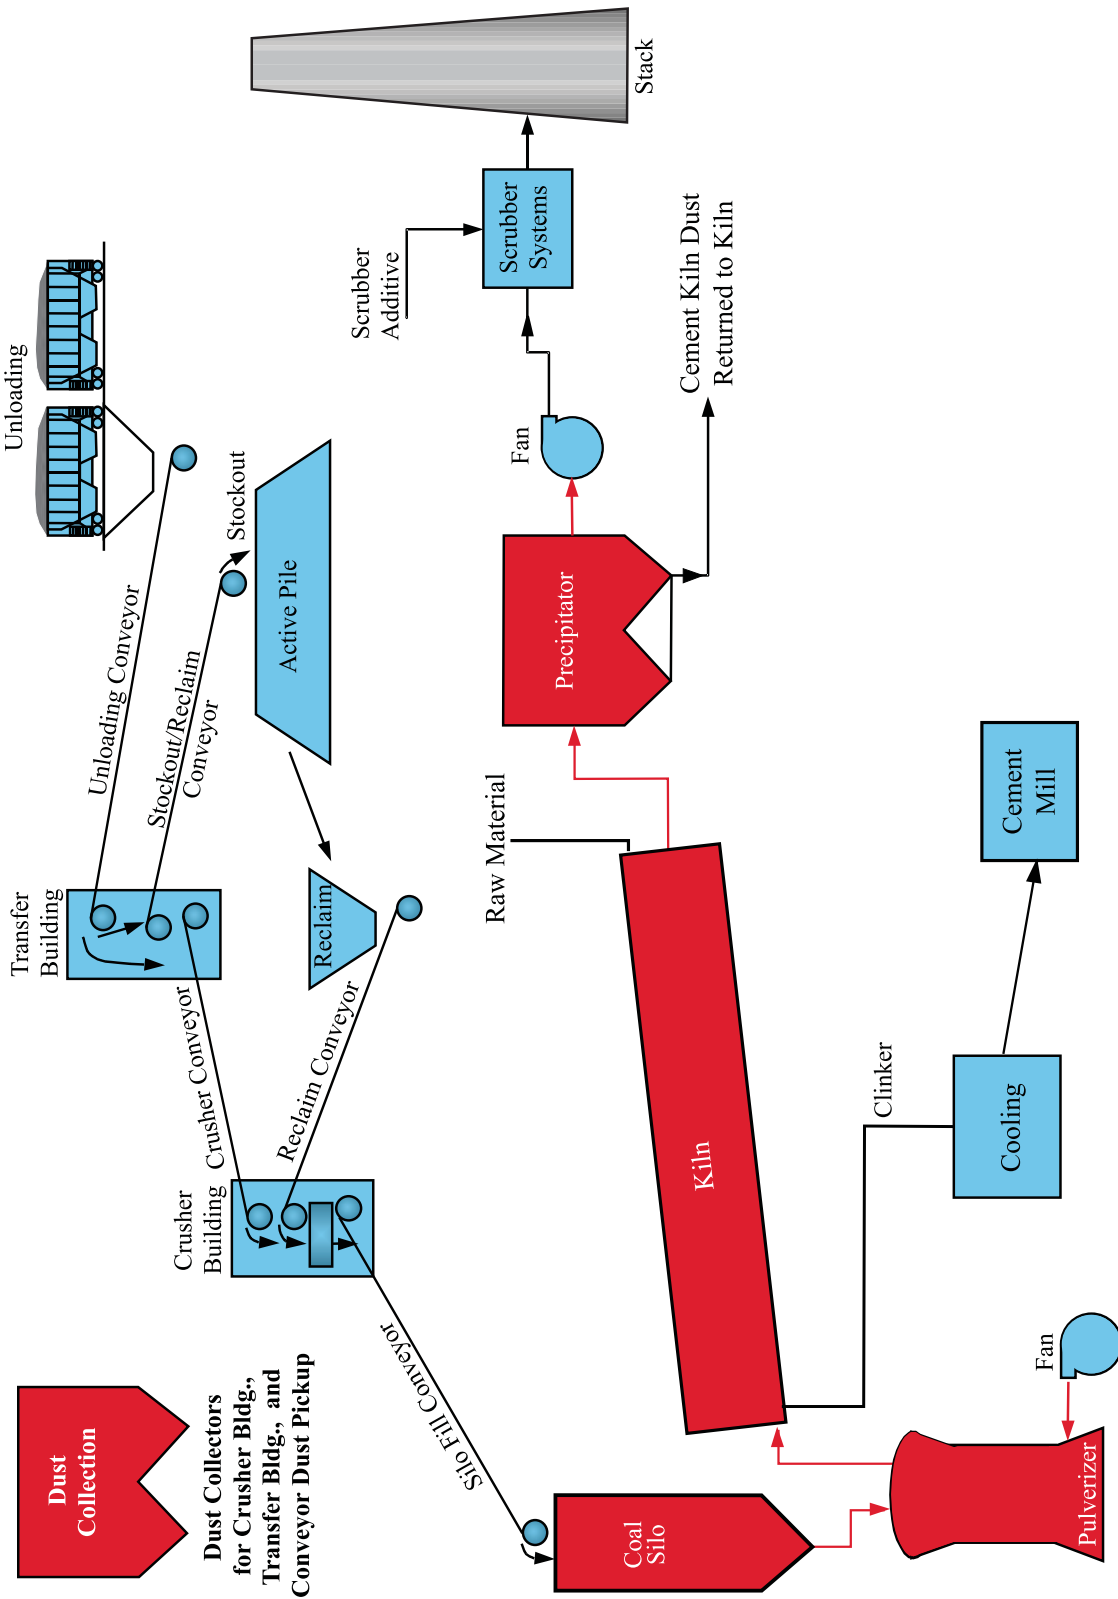 Dust
Collection
Dust Collectors
for Crusher Bldg.,
Transfer Bldg., and
Conveyor Dust Pickup
Transfer
Building
Unloading Conveyor
Unloading
Stockout/Reclaim
Conveyor
Stockout
Active Pile
Crusher Conveyor
Crusher
Building
Reclaim
Reclaim Conveyor
Silo Fill Conveyor
Scrubber
Additive
Scrubber
Systems
Stack
Fan
Precipitator
Raw Material
Cement Kiln Dust
Returned to Kiln
Coal
Silo
Kiln
Clinker
Cooling
Cement
Mill
Fan
Pulverizer